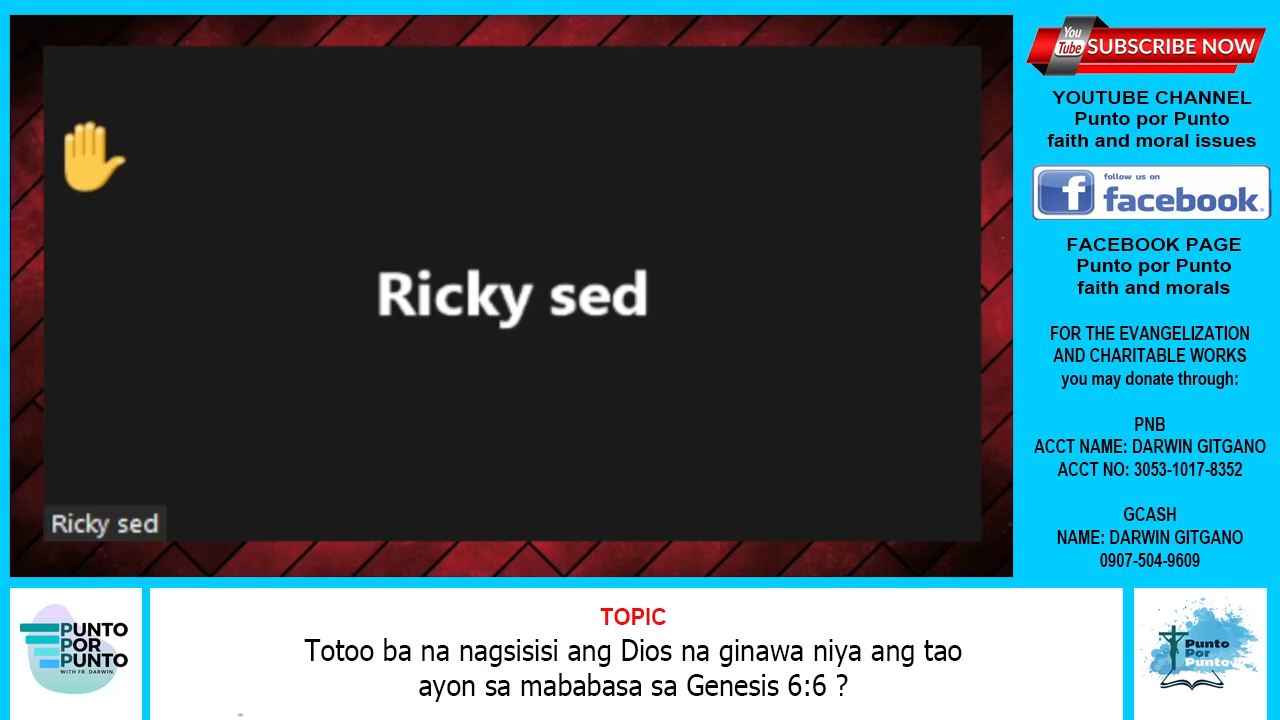 Ricky sed
Ricky sed
You
Tube
SUBSCRIBE NOW
YOUTUBE CHANNEL
Punto por Punto
faith and moral issues
follow us on
facebook.
FACEBOOK PAGE
Punto por Punto
faith and morals
FOR THE EVANGELIZATION
AND CHARITABLE WORKS
you may donate through:
PNB
ACCT NAME: DARWIN GITGANO
ACCT NO: 3053-1017-8352
GCASH
NAME: DARWIN GITGANO
0907-504-9609
PUNTO
POR
PUNTO
WITH FR. DARWIN
TOPIC
Totoo ba na nagsisisi ang Dios na ginawa niya ang tao
ayon sa mababasa sa Genesis 6:6 ?
Punto
Por
Punto